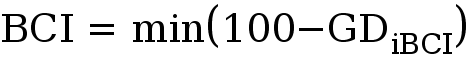 BCI = min(100−GD_iBCI)